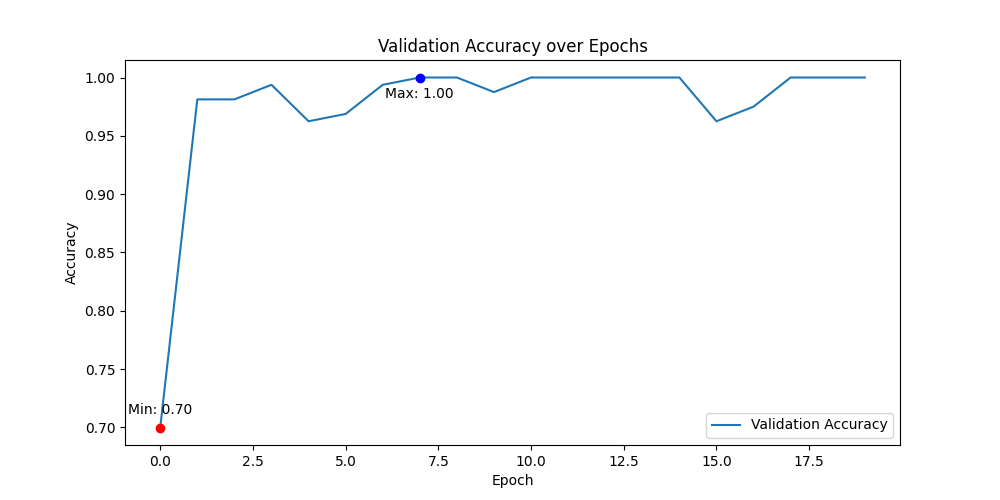 Validation Accuracy over Epochs
1.00
0.95
0.90
0.85
0.80
0.75
0.70
Accuracy
Max: 1.00
Min: 0.70
Validation Accuracy
0.0 2.5 5.0 7.5 10.0 12.5 15.0 17.5
Epoch